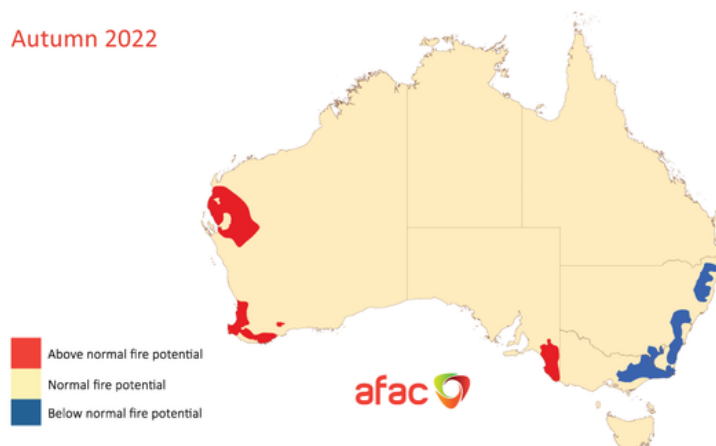 Autumn 2022
Above normal fire potential
Normal fire potential
Below normal fire potential
afac